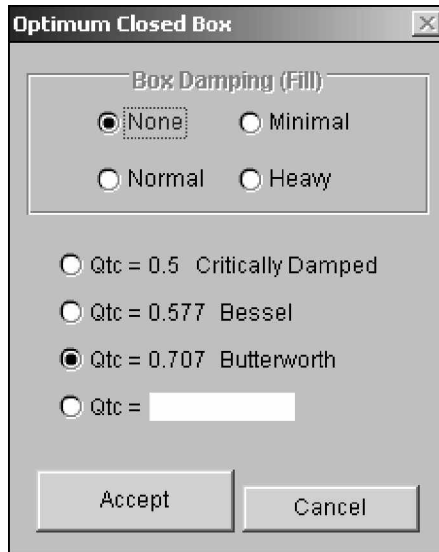 Optimum Closed Box
Box Damping (Fill)
None Minimal
Normal Heavy
Qtc = 0.5 Critically Damped
Qtc = 0.577 Bessel
Qtc = 0.707 Butterworth
Qtc =
Accept Cancel